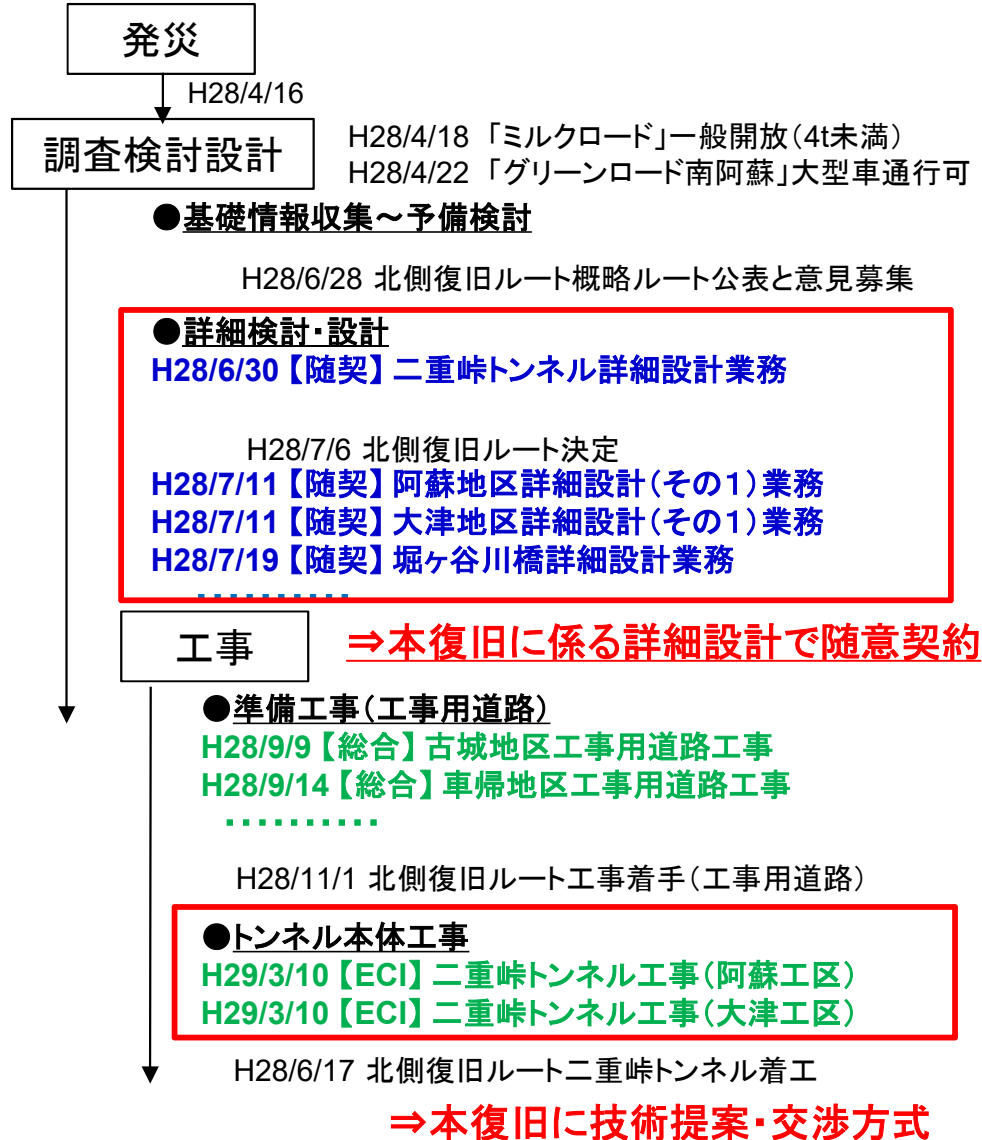 発災
H28/4/16
調査検討設計
H28/4/18 「ミルクロード」一般開放（4t未満）
H28/4/22 「グリーンロード南阿蘇」大型車通行可
●基礎情報収集～予備検討
H28/6/28 北側復旧ルート概略ルート公表と意見募集
●詳細検討・設計
H28/6/30【随契】二重峠トンネル詳細設計業務
H28/7/6 北側復旧ルート決定
H28/7/11【随契】阿蘇地区詳細設計（その１）業務
H28/7/11【随契】大津地区詳細設計（その１）業務
H28/7/19【随契】堀ヶ谷川橋詳細設計業務
・・・・・・・・・・
工事
⇒本復旧に係る詳細設計で随意契約
●準備工事（工事用道路）
H28/9/9【総合】古城地区工事用道路工事
H28/9/14【総合】車帰地区工事用道路工事
・・・・・・・・・・
H28/11/1 北側復旧ルート工事着手（工事用道路）
●トンネル本体工事
H29/3/10【ECI】二重峠トンネル工事（阿蘇工区）
H29/3/10【ECI】二重峠トンネル工事（大津工区）
H28/6/17 北側復旧ルート二重峠トンネル着工
⇒本復旧に技術提案・交渉方式